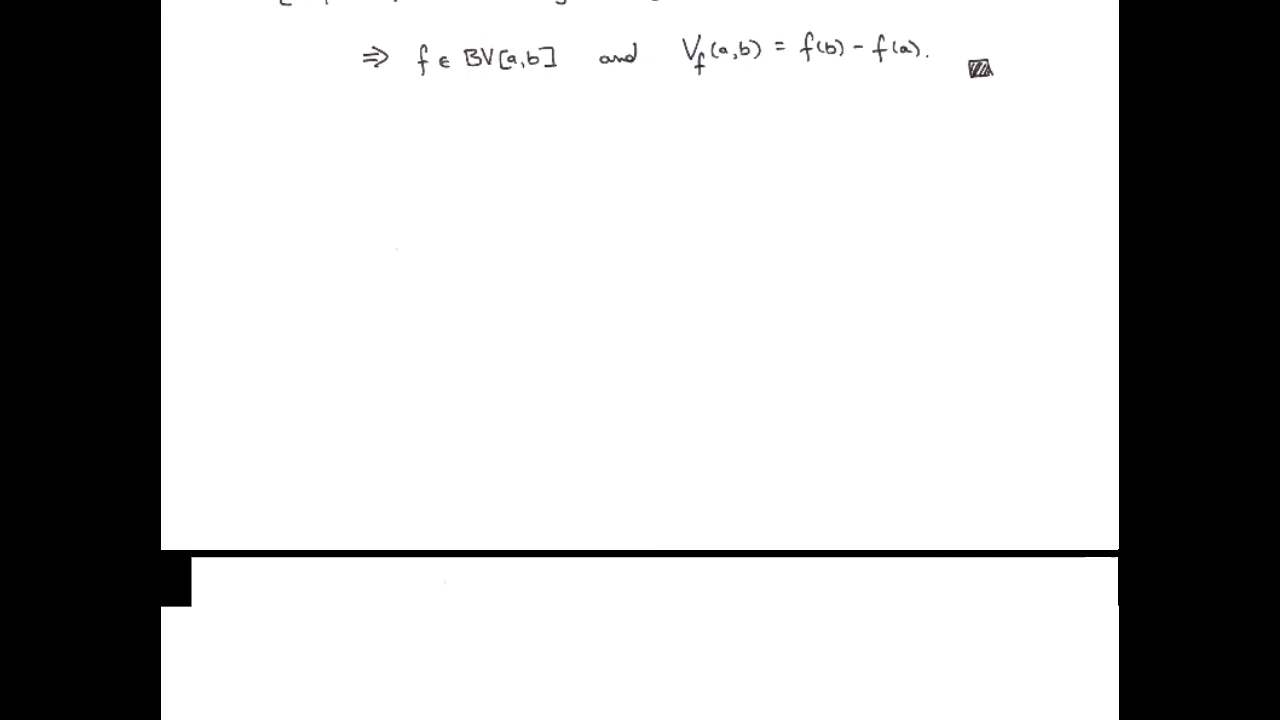 ⇒ f ∈ BV[a,b] and V_f(a,b) = f(b) - f(a).